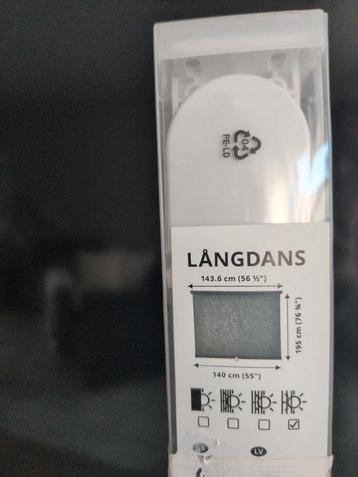 04
PE-LD
LÅNGDANS
143.6 cm (56 ½")
195 cm (76 ¾")
140 cm (55")
LV